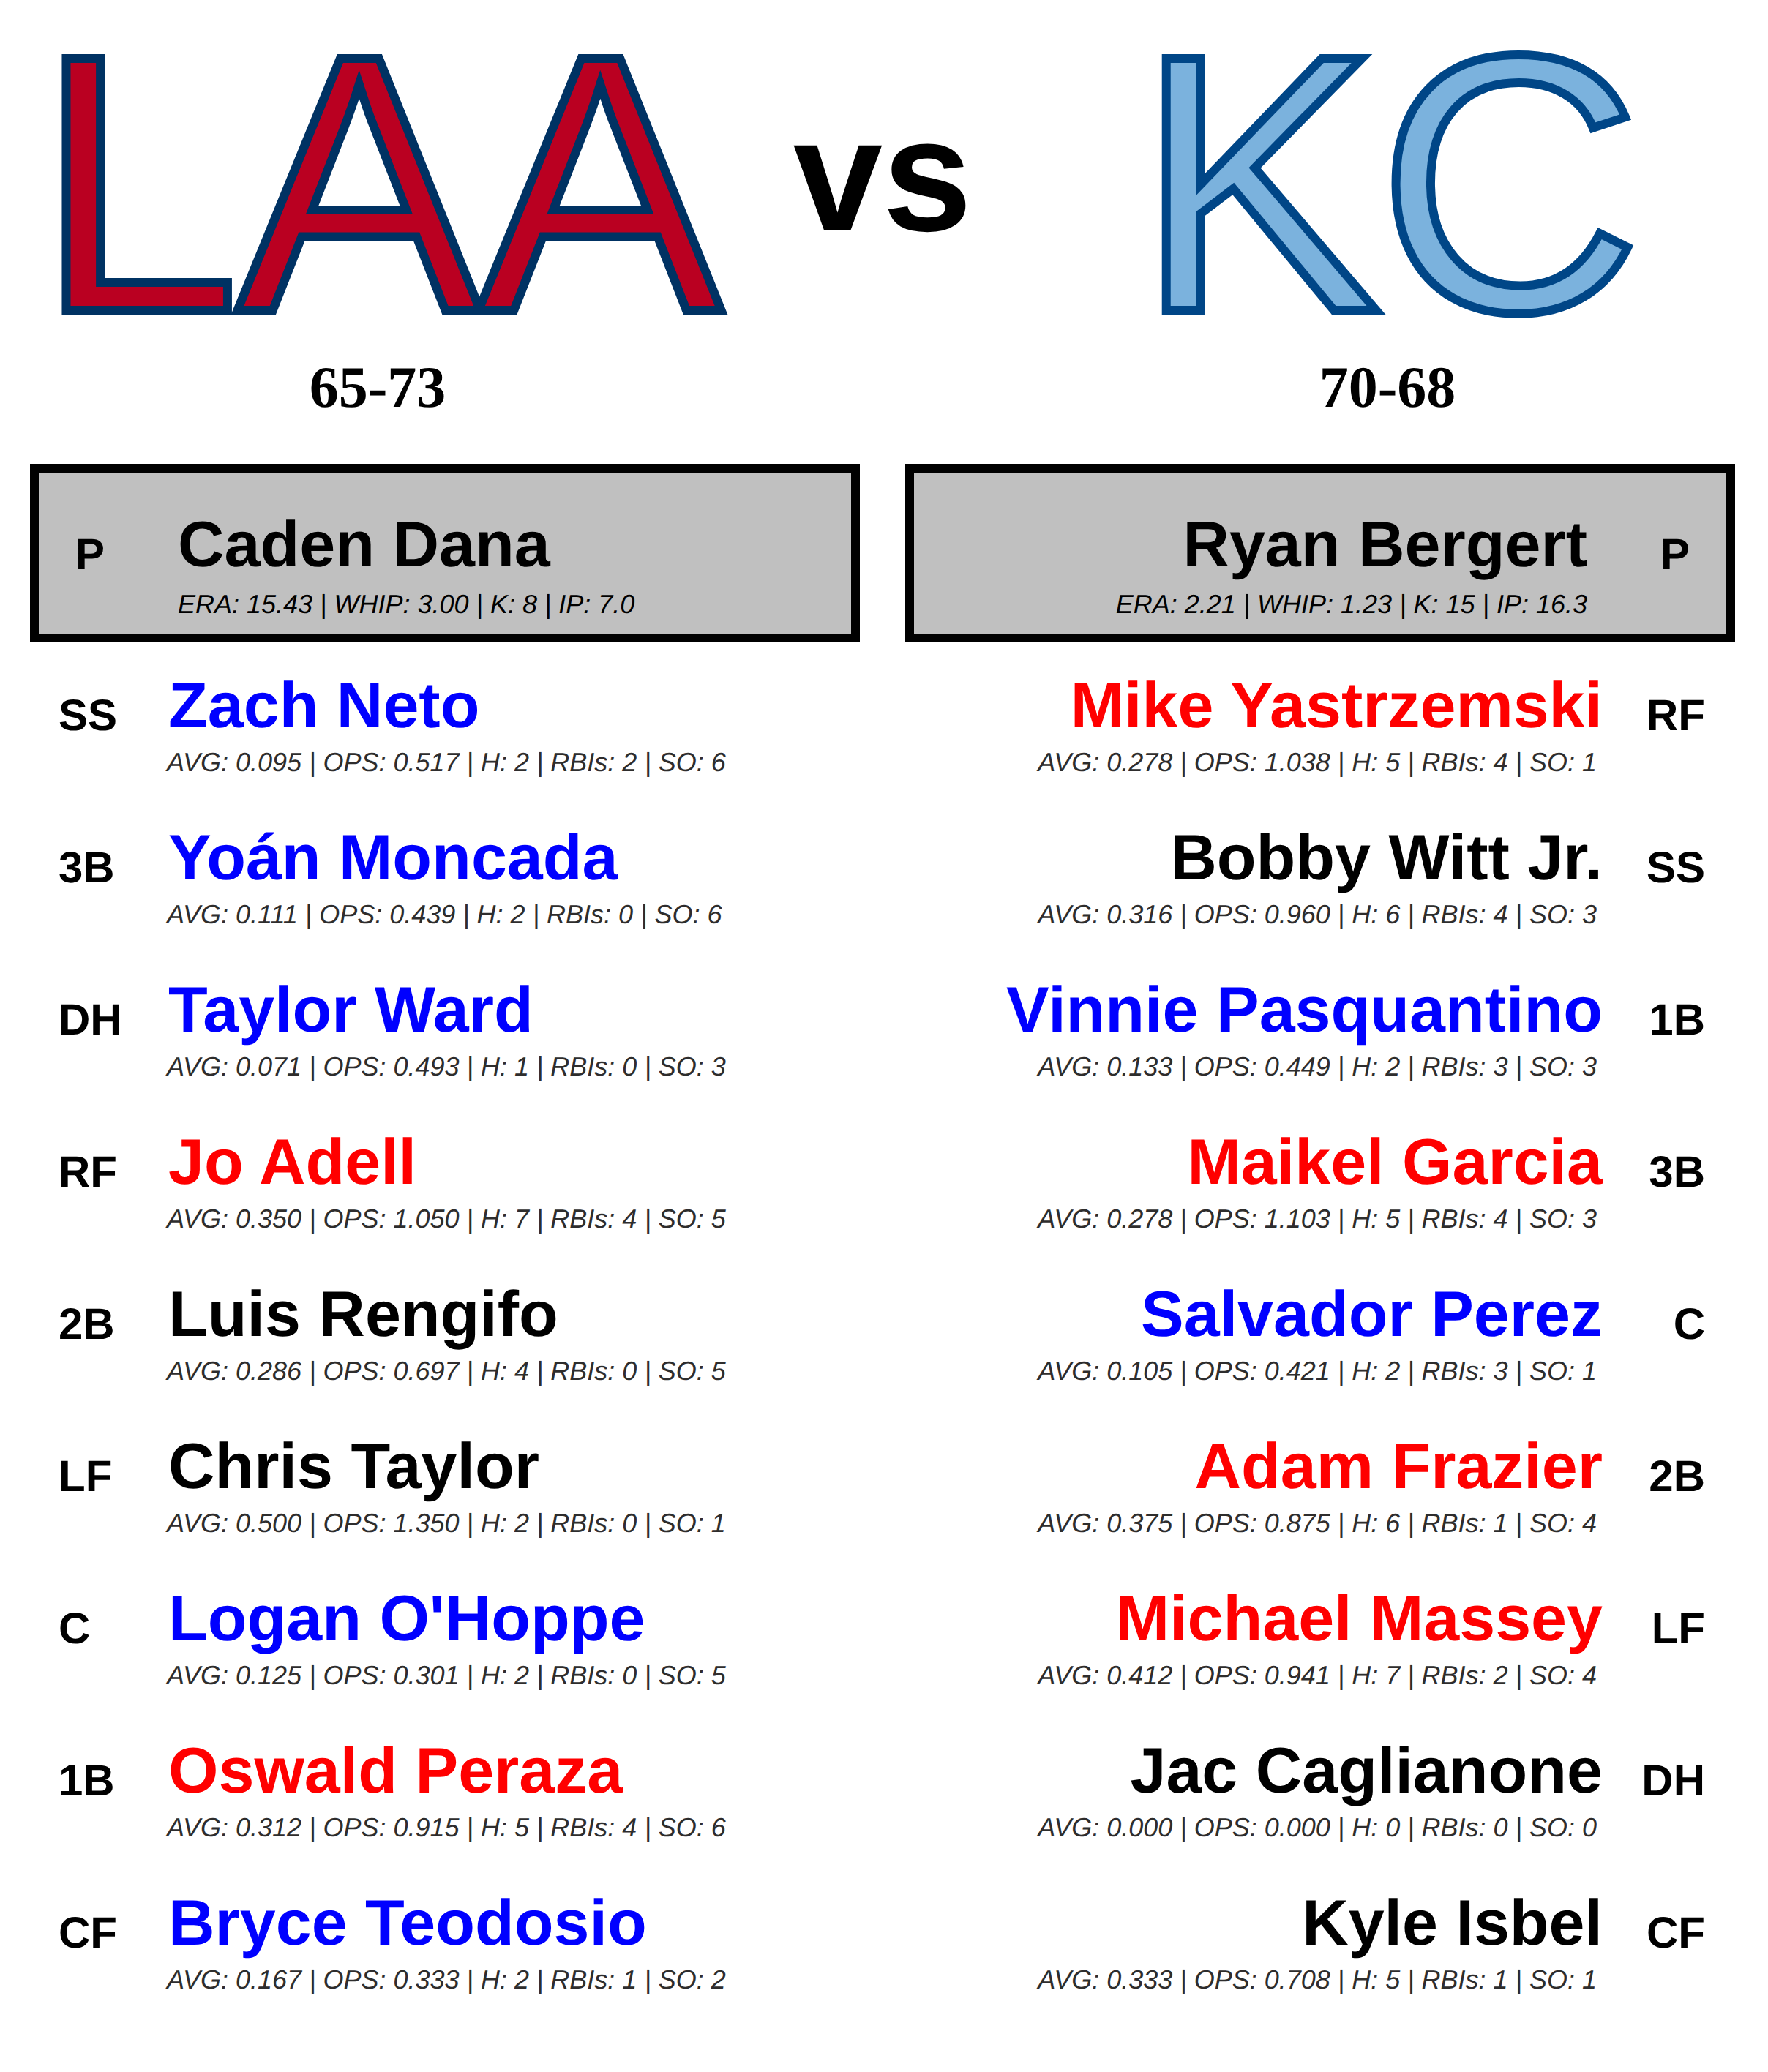 LAA vs KC
65-73
70-68
P Caden Dana
ERA: 15.43 | WHIP: 3.00 | K: 8 | IP: 7.0
Ryan Bergert P
ERA: 2.21 | WHIP: 1.23 | K: 15 | IP: 16.3
SS Zach Neto
AVG: 0.095 | OPS: 0.517 | H: 2 | RBIs: 2 | SO: 6
3B Yoán Moncada
AVG: 0.111 | OPS: 0.439 | H: 2 | RBIs: 0 | SO: 6
DH Taylor Ward
AVG: 0.071 | OPS: 0.493 | H: 1 | RBIs: 0 | SO: 3
RF Jo Adell
AVG: 0.350 | OPS: 1.050 | H: 7 | RBIs: 4 | SO: 5
2B Luis Rengifo
AVG: 0.286 | OPS: 0.697 | H: 4 | RBIs: 0 | SO: 5
LF Chris Taylor
AVG: 0.500 | OPS: 1.350 | H: 2 | RBIs: 0 | SO: 1
C Logan O'Hoppe
AVG: 0.125 | OPS: 0.301 | H: 2 | RBIs: 0 | SO: 5
1B Oswald Peraza
AVG: 0.312 | OPS: 0.915 | H: 5 | RBIs: 4 | SO: 6
CF Bryce Teodosio
AVG: 0.167 | OPS: 0.333 | H: 2 | RBIs: 1 | SO: 2
Mike Yastrzemski RF
AVG: 0.278 | OPS: 1.038 | H: 5 | RBIs: 4 | SO: 1
Bobby Witt Jr. SS
AVG: 0.316 | OPS: 0.960 | H: 6 | RBIs: 4 | SO: 3
Vinnie Pasquantino 1B
AVG: 0.133 | OPS: 0.449 | H: 2 | RBIs: 3 | SO: 3
Maikel Garcia 3B
AVG: 0.278 | OPS: 1.103 | H: 5 | RBIs: 4 | SO: 3
Salvador Perez C
AVG: 0.105 | OPS: 0.421 | H: 2 | RBIs: 3 | SO: 1
Adam Frazier 2B
AVG: 0.375 | OPS: 0.875 | H: 6 | RBIs: 1 | SO: 4
Michael Massey LF
AVG: 0.412 | OPS: 0.941 | H: 7 | RBIs: 2 | SO: 4
Jac Caglianone DH
AVG: 0.000 | OPS: 0.000 | H: 0 | RBIs: 0 | SO: 0
Kyle Isbel CF
AVG: 0.333 | OPS: 0.708 | H: 5 | RBIs: 1 | SO: 1